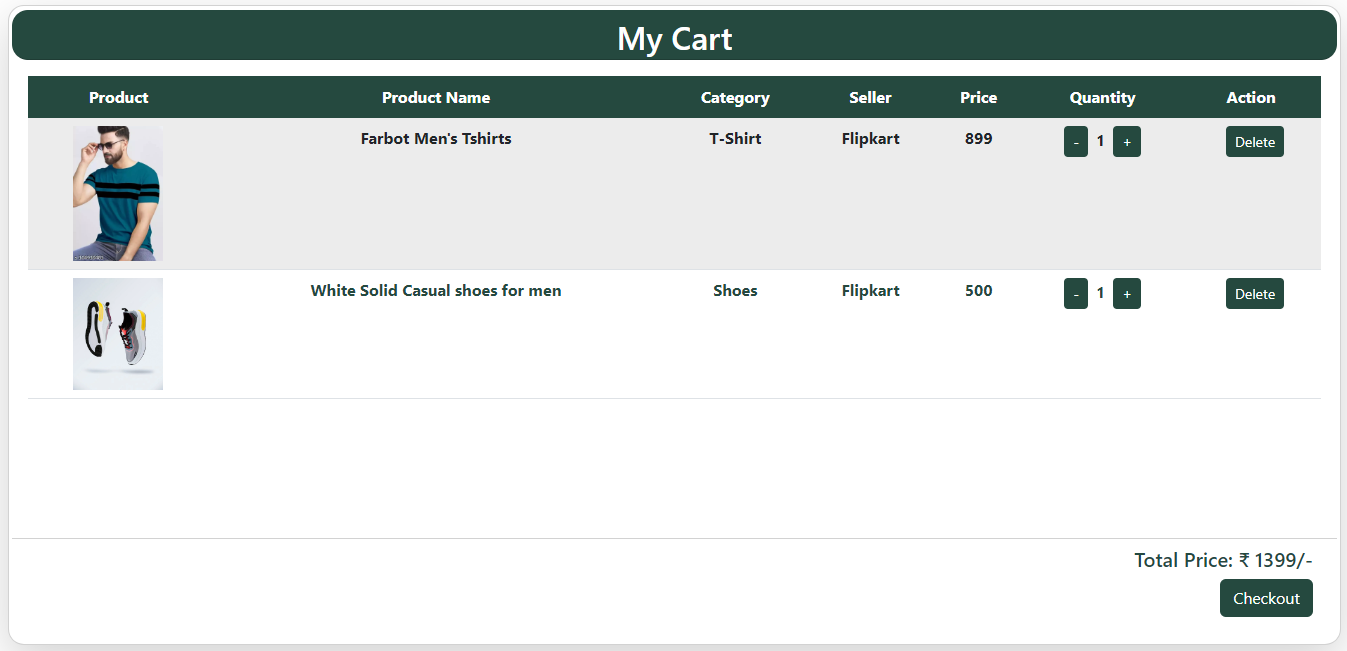 My Cart
Product Product Name Category Seller Price Quantity Action
Farbot Men's Tshirts T-Shirt Flipkart 899 - 1 + Delete
White Solid Casual shoes for men Shoes Flipkart 500 - 1 + Delete
Total Price: ₹ 1399/-
Checkout